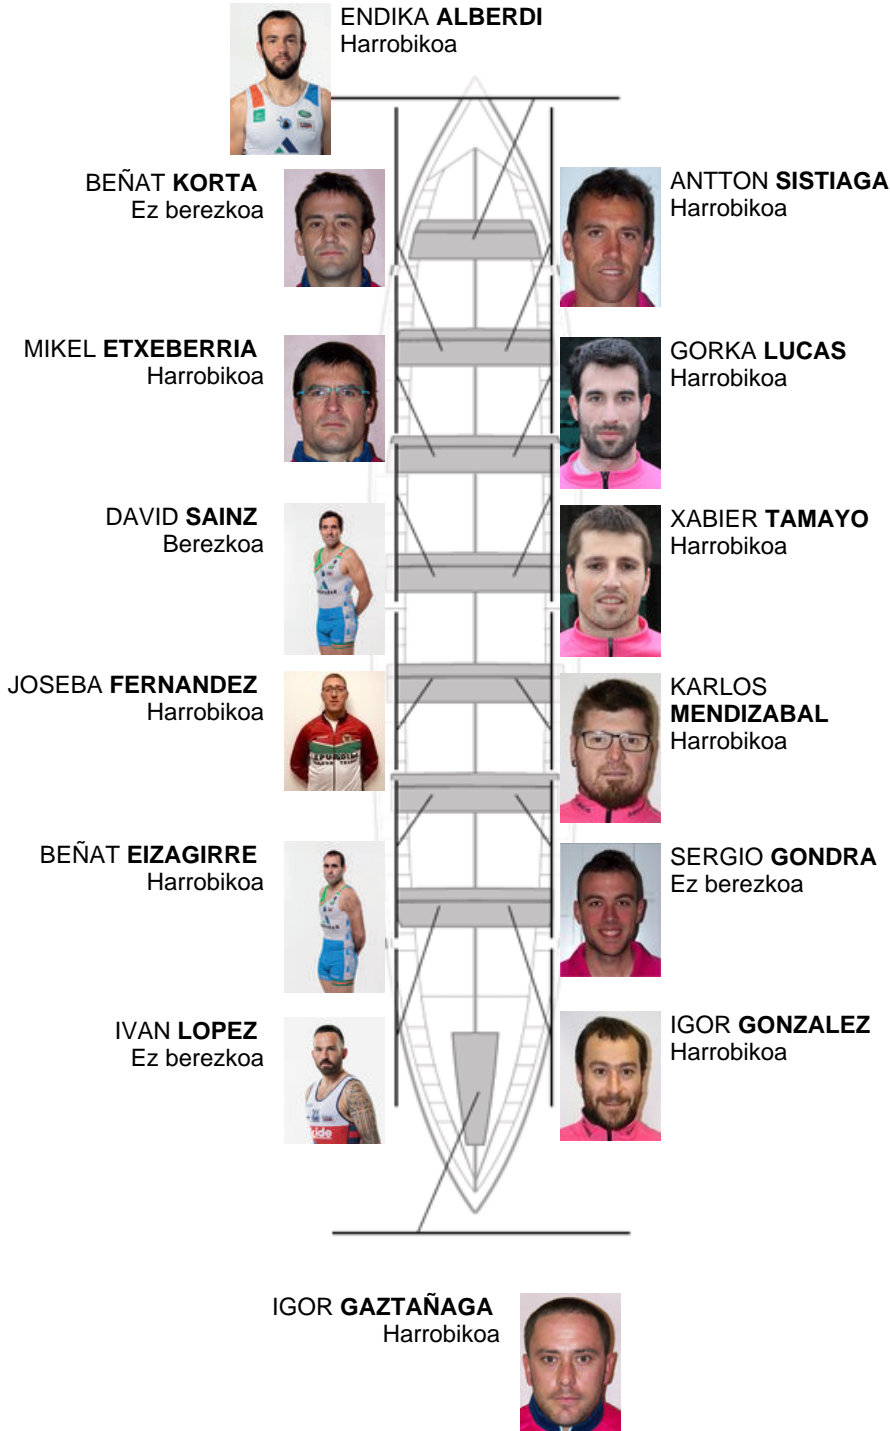 ENDIKA ALBERDI
Harrobikoa
BEÑAT KORTA
Ez berezkoa
ANTTON SISTIAGA
Harrobikoa
MIKEL ETXEBERRIA
Harrobikoa
GORKA LUCAS
Harrobikoa
DAVID SAINZ
Berezkoa
XABIER TAMAYO
Harrobikoa
JOSEBA FERNANDEZ
Harrobikoa
KARLOS
MENDIZABAL
Harrobikoa
BEÑAT EIZAGIRRE
Harrobikoa
SERGIO GONDRA
Ez berezkoa
IVAN LOPEZ
Ez berezkoa
IGOR GONZALEZ
Harrobikoa
IGOR GAZTAÑAGA
Harrobikoa